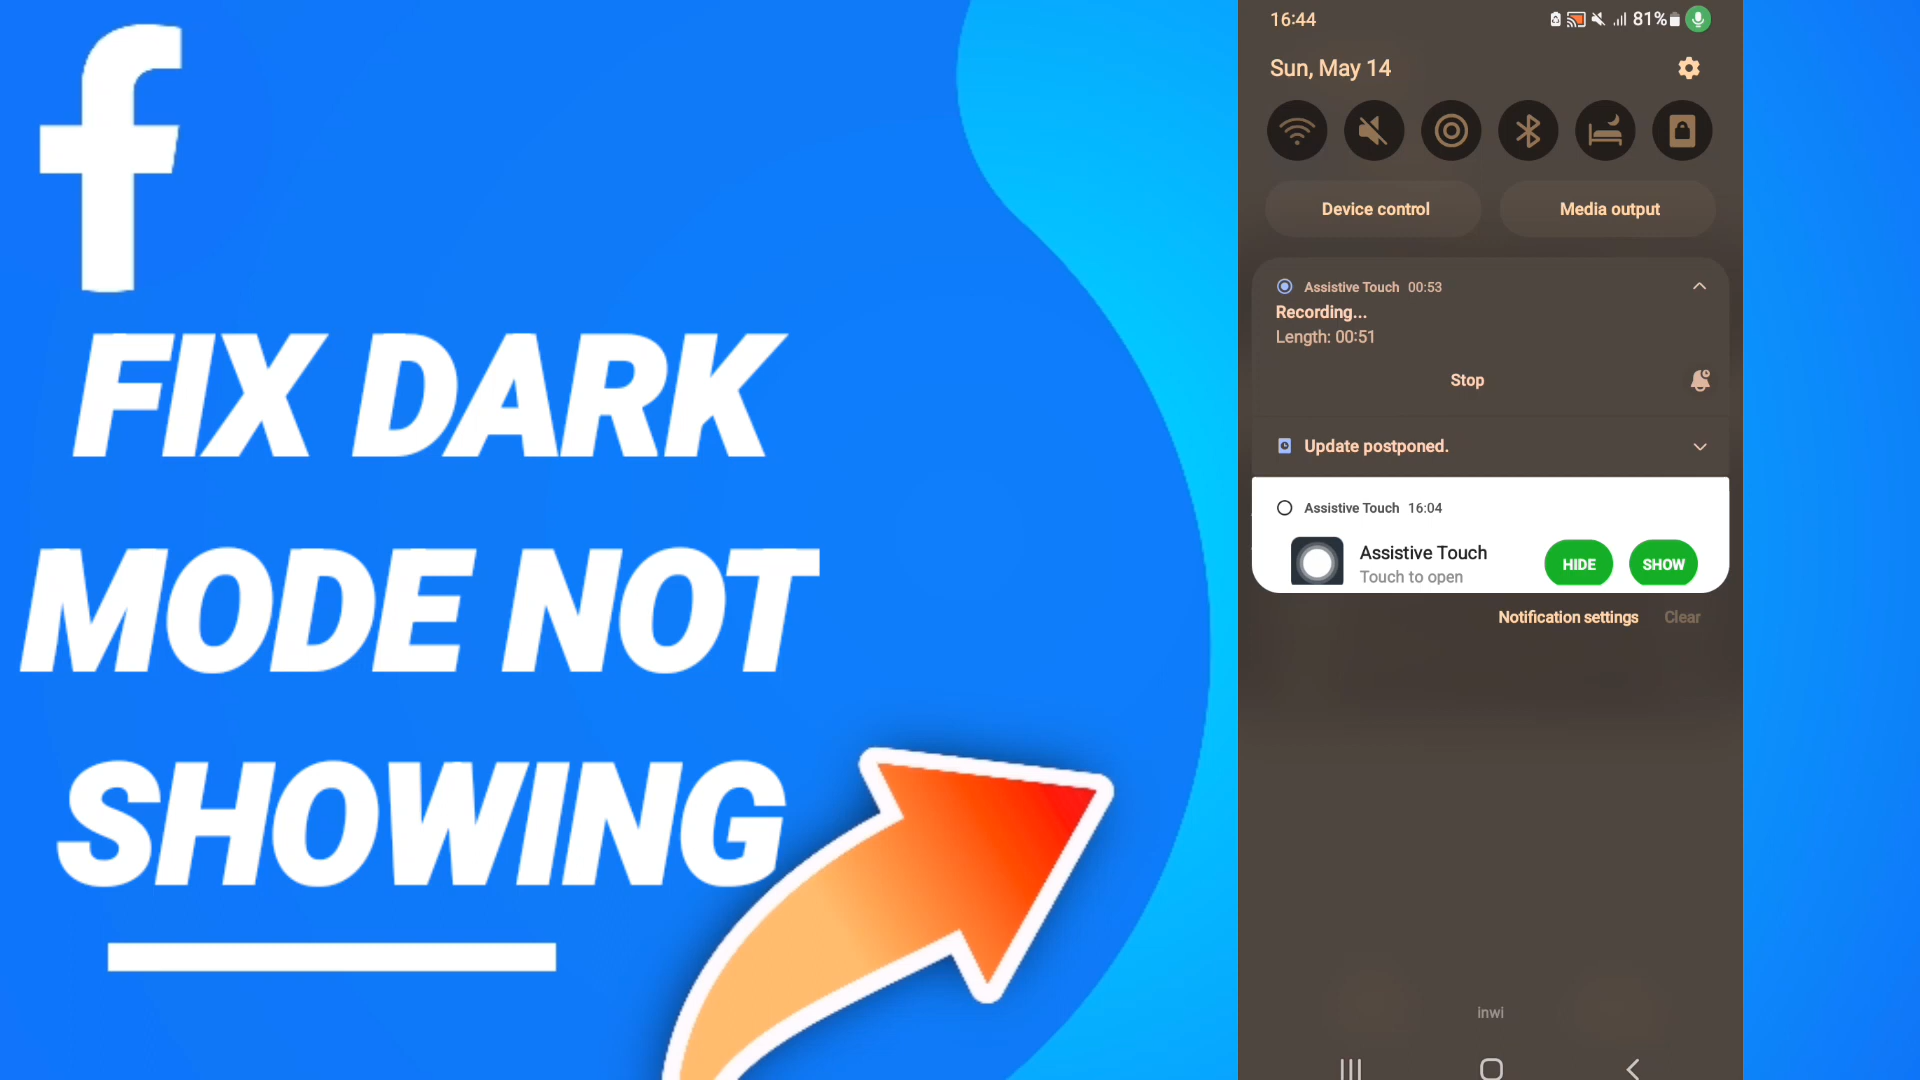 f
FIX DARK
MODE NOT
SHOWING
16:44
81%
Sun, May 14
Device control
Media output
Assistive Touch 00:53
Recording...
Length: 00:51
Stop
Update postponed.
Assistive Touch 16:04
Assistive Touch
Touch to open
HIDE
SHOW
Notification settings
Clear
inwi